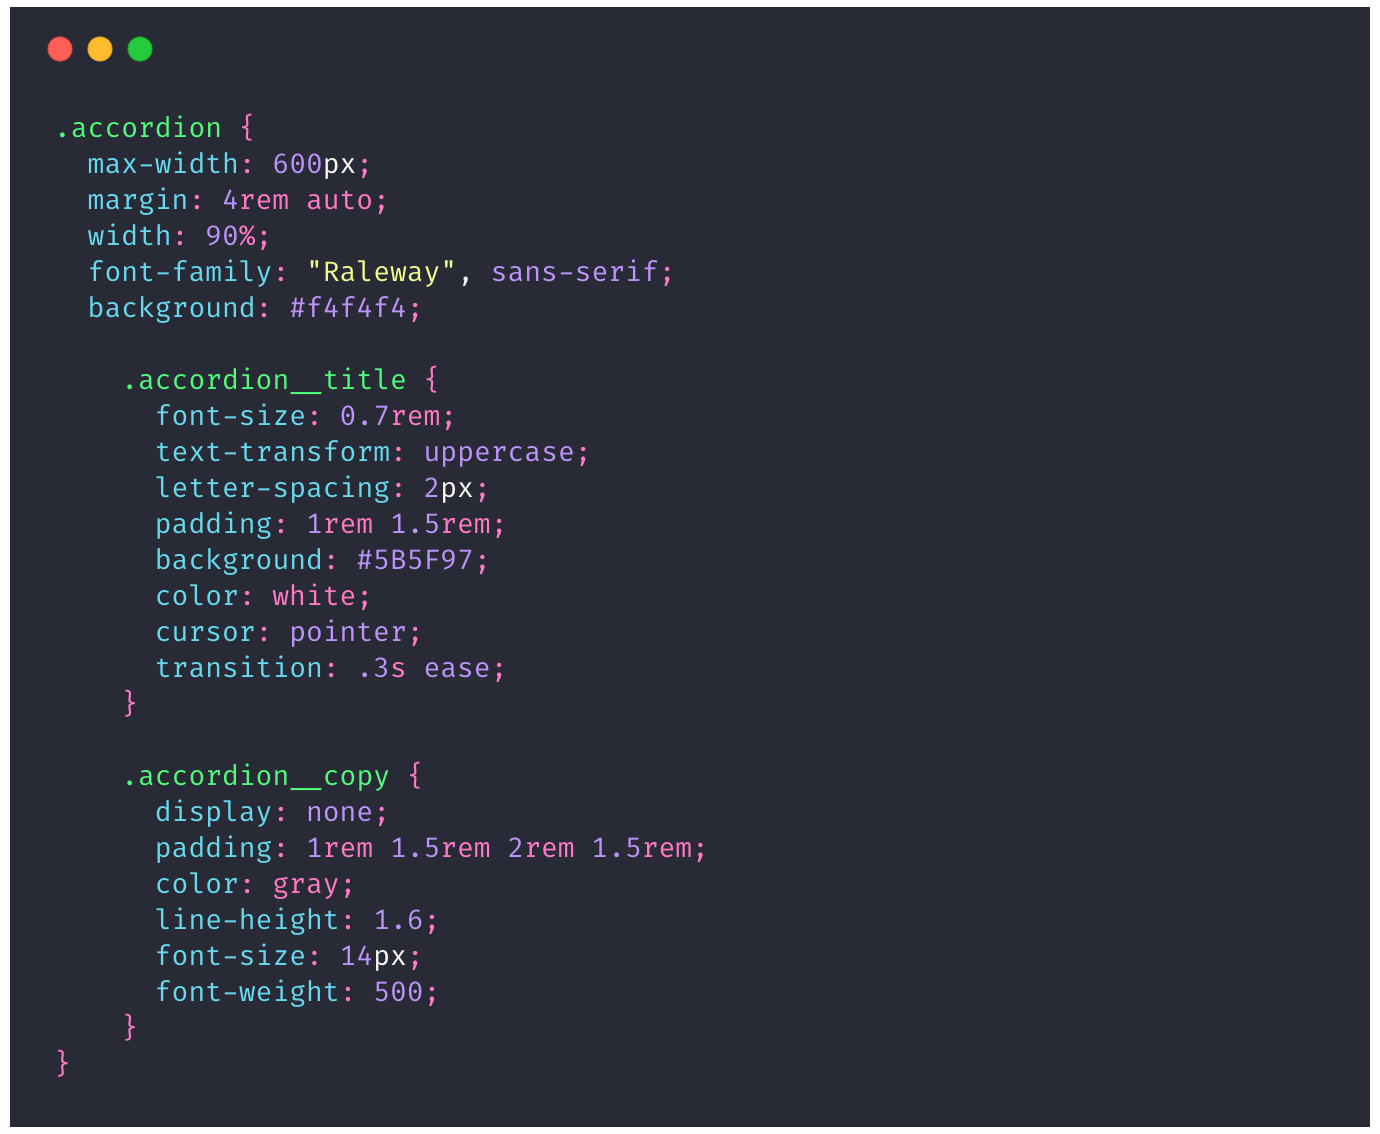 .accordion {
  max-width: 600px;
  margin: 4rem auto;
  width: 90%;
  font-family: "Raleway", sans-serif;
  background: #f4f4f4;

    .accordion__title {
      font-size: 0.7rem;
      text-transform: uppercase;
      letter-spacing: 2px;
      padding: 1rem 1.5rem;
      background: #5B5F97;
      color: white;
      cursor: pointer;
      transition: .3s ease;
    }

    .accordion__copy {
      display: none;
      padding: 1rem 1.5rem 2rem 1.5rem;
      color: gray;
      line-height: 1.6;
      font-size: 14px;
      font-weight: 500;
    }
}